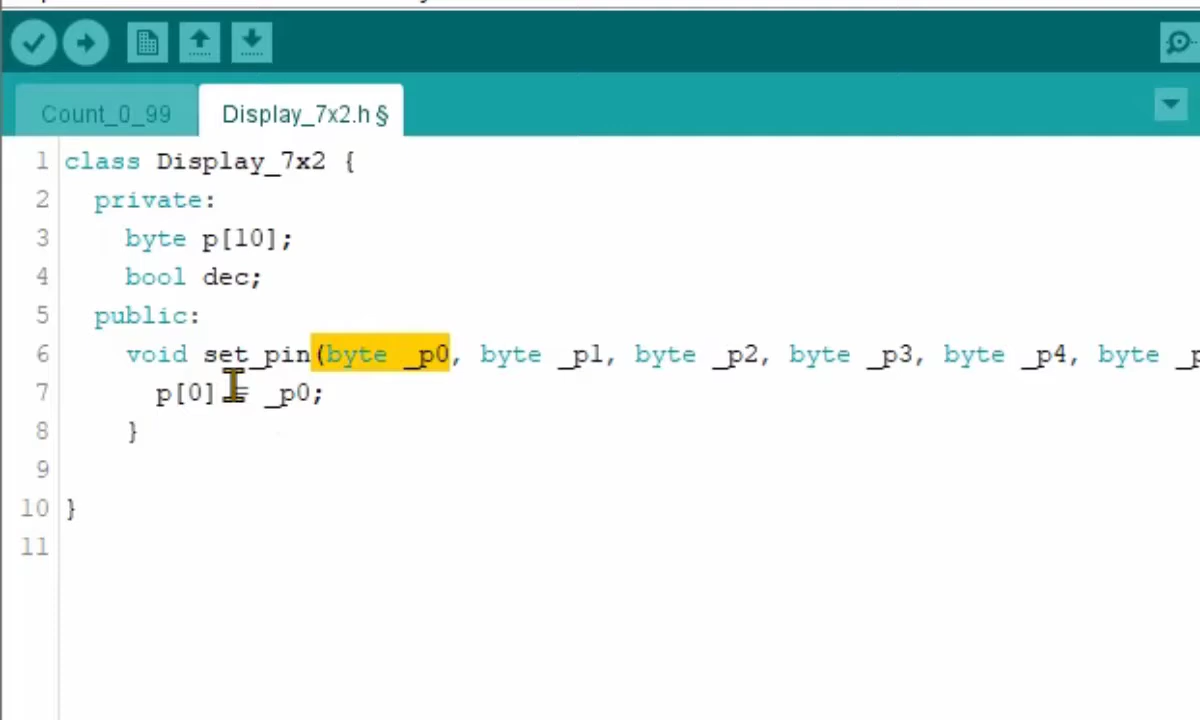 Count_0_99
Display_7x2.h §
1 class Display_7x2 {
2 private:
3 byte p[10];
4 bool dec;
5 public:
6 void set_pin(byte _p0, byte _p1, byte _p2, byte _p3, byte _p4, byte _p
7 p[0] = _p0;
8 }
9
10 }
11